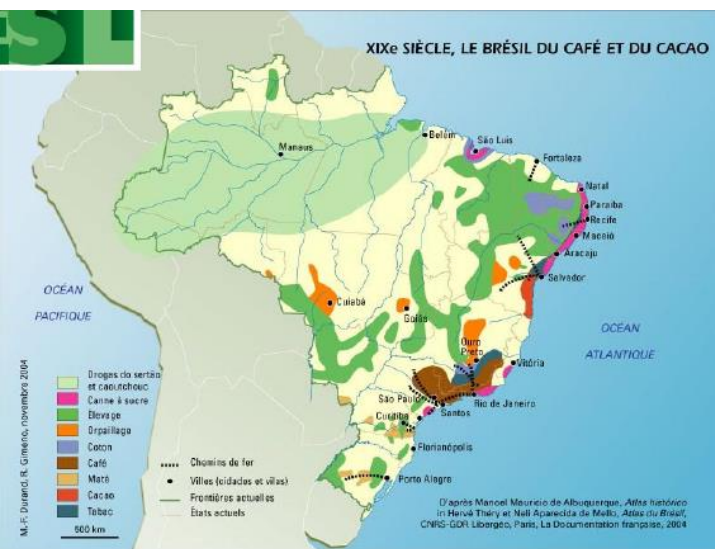 ESL
XIXe SIÈCLE, LE BRÉSIL DU CAFÉ ET DU CACAO
Belém
São Luis
Manaus
Fortaleza
Natal
Paraiba
Recife
Maceió
Aracaju
Salvador
OCÉAN
PACIFIQUE
Cuiabá
Goiás
OCÉAN
ATLANTIQUE
Ouro
Preto
Vitória
São Paulo
Rio de Janeiro
Santos
Curitiba
Florianópolis
Porto Alegre
Drogas do sertão
et caoutchouc
Canne à sucre
Élevage
Orpaillage
Coton
Café
Maté
Cacao
Tabac
500 km
Chemins de fer
Villes (cidades et vilas)
Frontières actuelles
États actuels
M.-F. Durand, R. Gimeno, novembre 2004
D'après Manoel Mauricio de Albuquerque, Atlas histórico
in Hervé Théry et Neli Aparecida de Mello, Atlas du Brésil,
CNRS-GDR Libergéo, Paris, La Documentation française, 2004